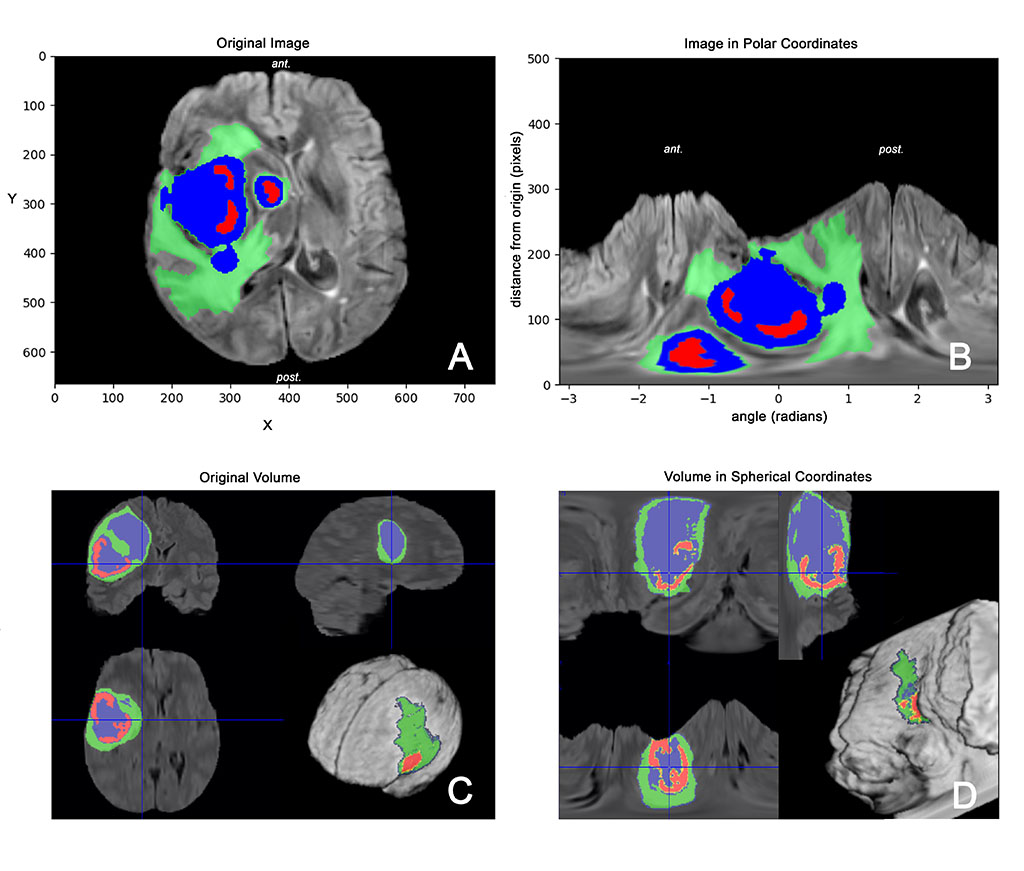 Original Image
ant.
0
100
200
300
400
500
600
Y
0 100 200 300 400 500 600 700
X
post.
A
Image in Polar Coordinates
500
400
300
200
100
0
distance from origin (pixels)
ant.
post.
−3 −2 −1 0 1 2 3
angle (radians)
B
Original Volume
C
Volume in Spherical Coordinates
D